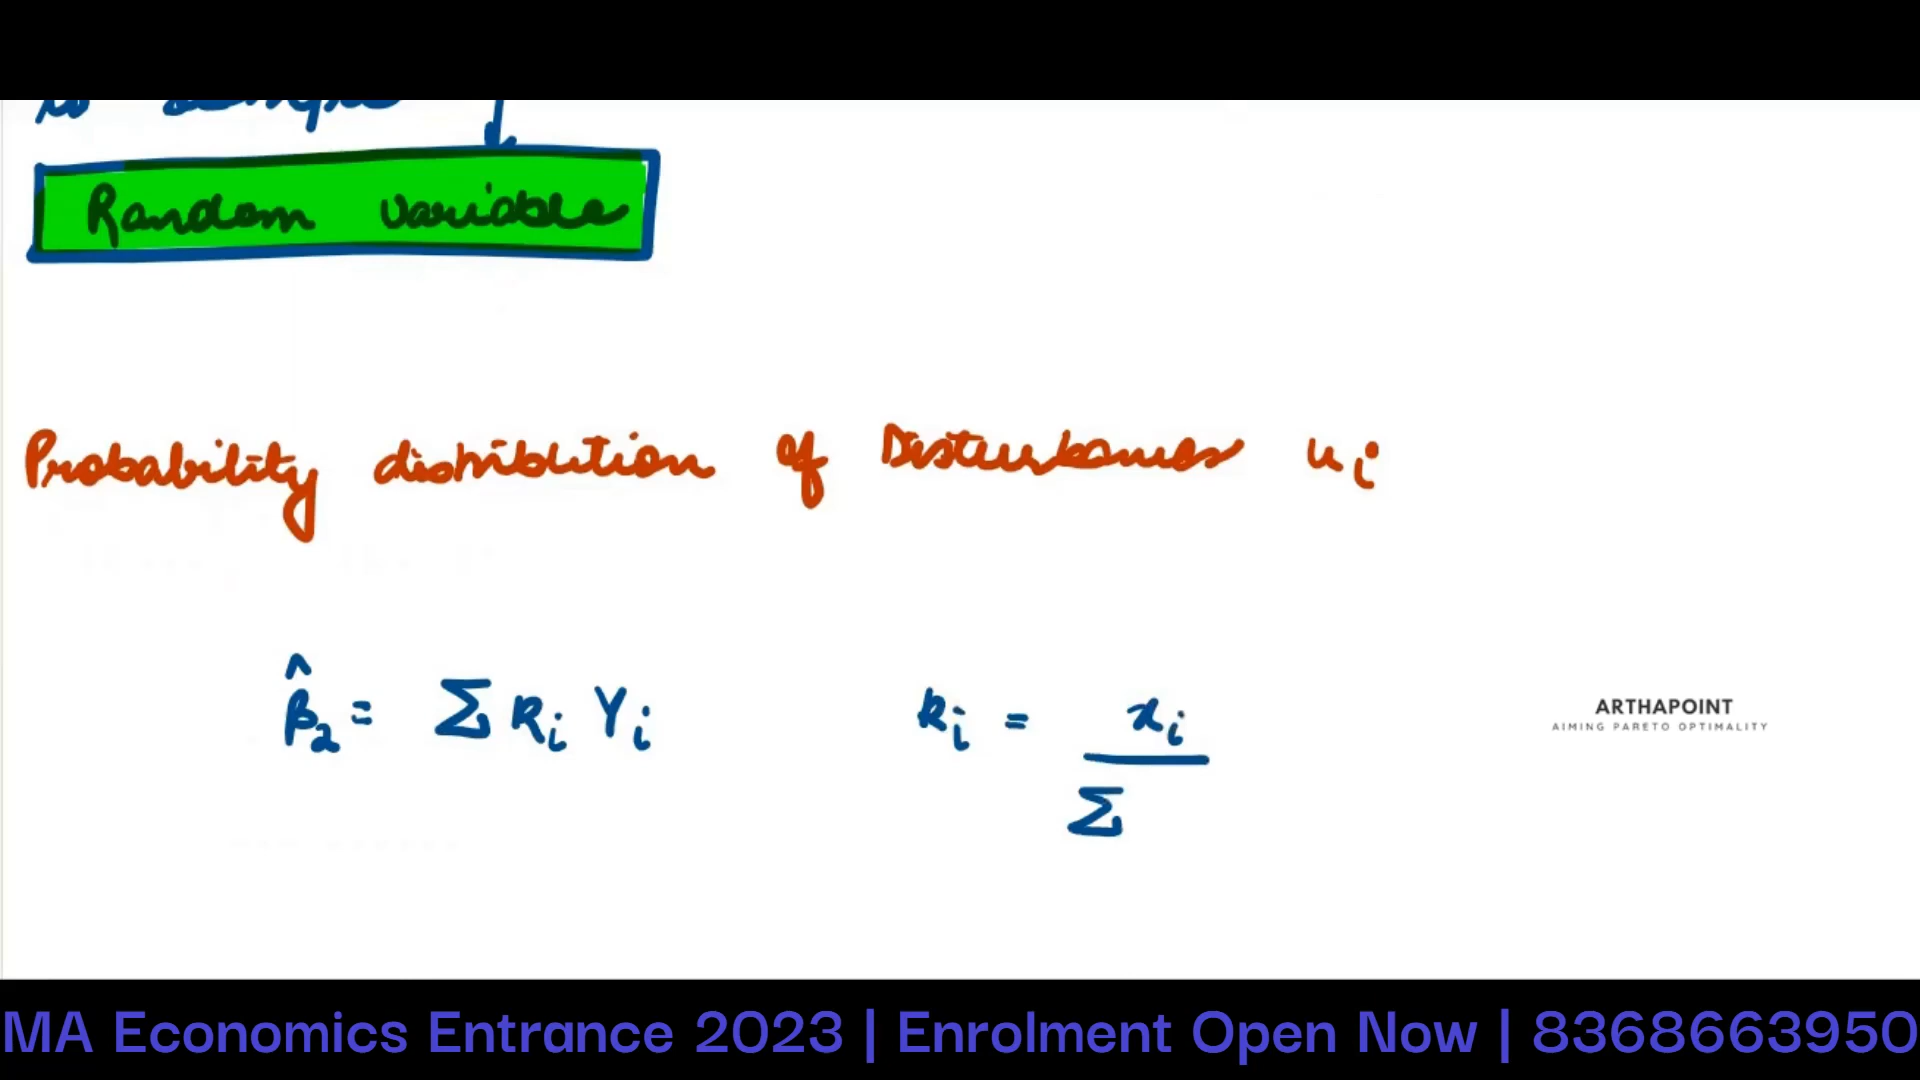 Random variable
Probability distribution of Disturbances u i
β̂2 = Σ ki Yi
ki = xi / Σ
ARTHAPOINT
AIMING PARETO OPTIMALITY
MA Economics Entrance 2023 | Enrolment Open Now | 8368663950